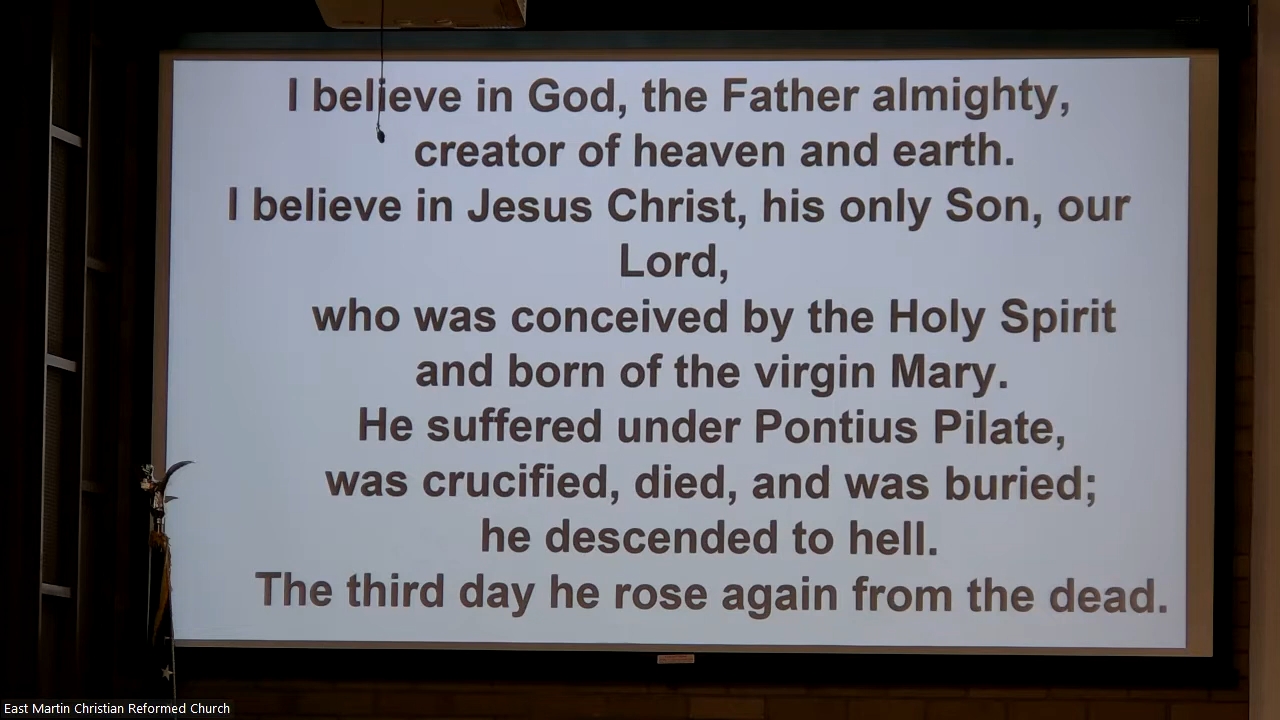 I believe in God, the Father almighty,
creator of heaven and earth.
I believe in Jesus Christ, his only Son, our
Lord,
who was conceived by the Holy Spirit
and born of the virgin Mary.
He suffered under Pontius Pilate,
was crucified, died, and was buried;
he descended to hell.
The third day he rose again from the dead.
East Martin Christian Reformed Church